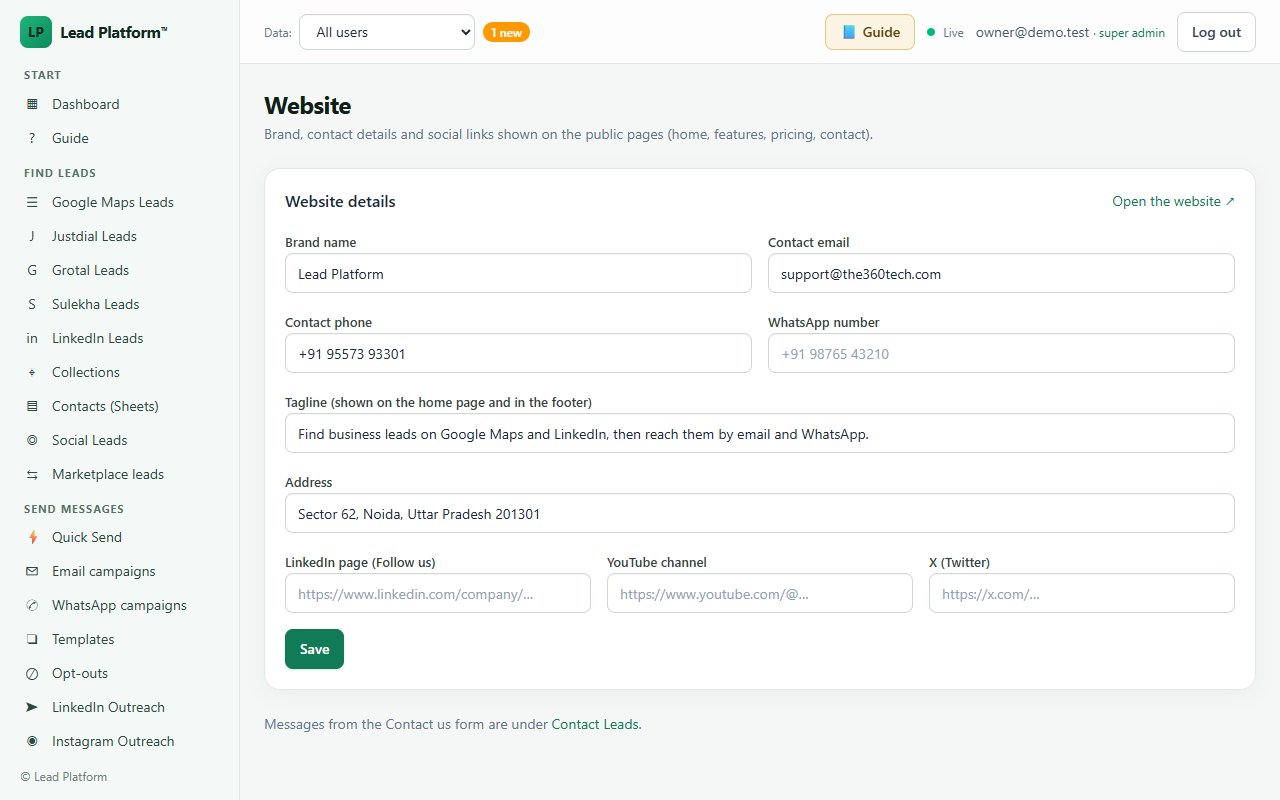 LP Lead Platform™
START
Dashboard
? Guide
FIND LEADS
Google Maps Leads
J Justdial Leads
G Grotal Leads
S Sulekha Leads
in LinkedIn Leads
Collections
Contacts (Sheets)
Social Leads
Marketplace leads
SEND MESSAGES
Quick Send
Email campaigns
WhatsApp campaigns
Templates
Opt-outs
LinkedIn Outreach
Instagram Outreach
© Lead Platform
Data: All users 1 new Guide Live owner@demo.test · super admin Log out
Website
Brand, contact details and social links shown on the public pages (home, features, pricing, contact).
Website details Open the website ↗
Brand name Contact email
Lead Platform support@the360tech.com
Contact phone WhatsApp number
+91 95573 93301 +91 98765 43210
Tagline (shown on the home page and in the footer)
Find business leads on Google Maps and LinkedIn, then reach them by email and WhatsApp.
Address
Sector 62, Noida, Uttar Pradesh 201301
LinkedIn page (Follow us) YouTube channel X (Twitter)
https://www.linkedin.com/company/... https://www.youtube.com/@... https://x.com/...
Save
Messages from the Contact us form are under Contact Leads.